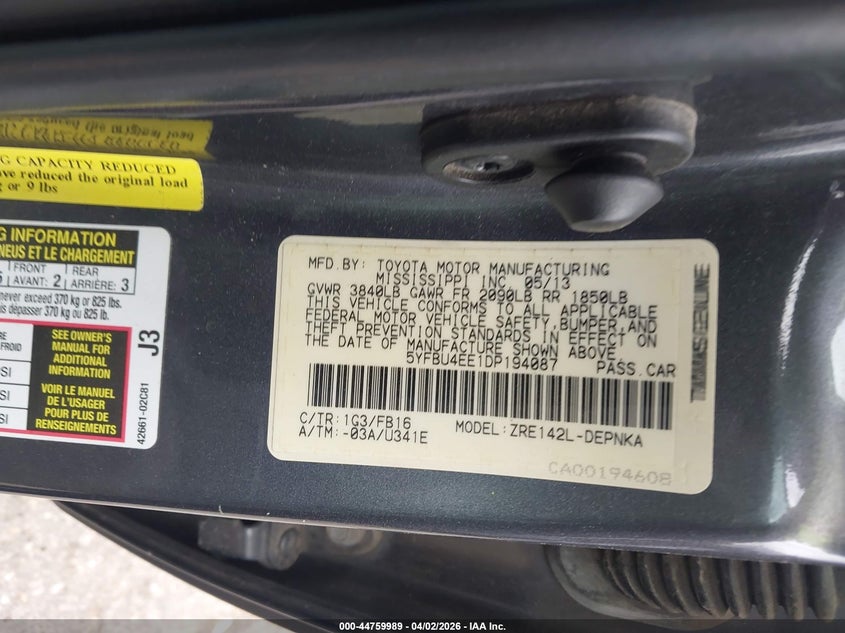 G CAPACITY REDUCED
ove reduced the original load
g or 9 lbs
G INFORMATION
PNEUS ET LE CHARGEMENT
FRONT
AVANT: 2
REAR
ARRIÈRE: 3
never exceed 370 kg or 825 lbs.
dépasser 370 kg ou 825 lb.
SEE OWNER'S
MANUAL FOR
ADDITIONAL
INFORMATION
VOIR LE MANUEL
DE L'USAGER
POUR PLUS DE
RENSEIGNEMENTS
J3
42661-02C81
MFD.BY: TOYOTA MOTOR MANUFACTURING
MISSISSIPPI INC 05/13
GVWR 3840LB GAWR FR 2090LB RR 1850LB
THIS VEHICLE CONFORMS TO ALL APPLICABLE
FEDERAL MOTOR VEHICLE SAFETY,BUMPER,AND
THEFT PREVENTION STANDARDS IN EFFECT ON
THE DATE OF MANUFACTURE SHOWN ABOVE.
5YFBU4EE1DP194087 PASS.CAR
C/TR:1G3/FB16 MODEL:ZRE142L-DEPNKA
A/TM:-03A/U341E
CA00194608
000-44759989 - 04/02/2026 - IAA Inc.